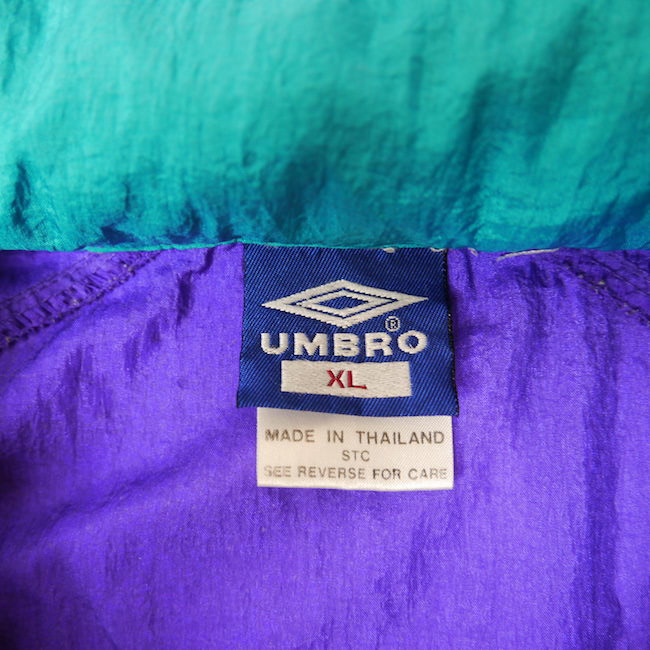 UMBRO®
XL
MADE IN THAILAND
STC
SEE REVERSE FOR CARE